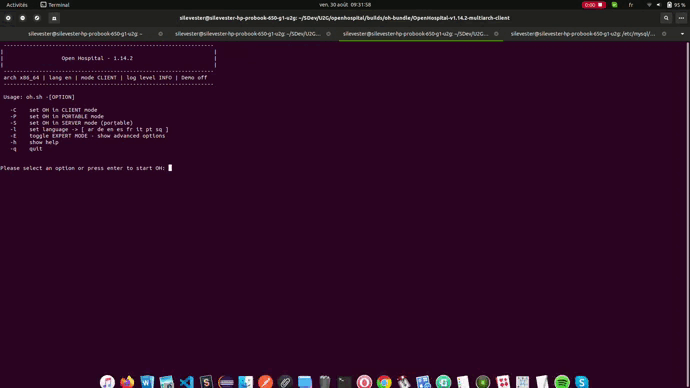 Activités
Terminal
ven. 30 août 09:31:58
0:00
fr
95 %
silevester@silevester-hp-probook-650-g1-u2g: ~/SDev/U2G/openhospital/builds/oh-bundle/OpenHospital-v1.14.2-multiarch-client
silevester@silevester-hp-probook-650-g1-u2g: ~
silevester@silevester-hp-probook-650-g1-u2g: ~/SDev/U2G...
silevester@silevester-hp-probook-650-g1-u2g: ~/SDev/U2G...
silevester@silevester-hp-probook-650-g1-u2g: /etc/mysql/...
Open Hospital - 1.14.2
arch x86_64 | lang en | mode CLIENT | log level INFO | Demo off
Usage: oh.sh -[OPTION]
-C set OH in CLIENT mode
-P set OH in PORTABLE mode
-S set OH in SERVER mode (portable)
-l set language -> [ ar de en es fr it pt sq ]
-E toggle EXPERT MODE - show advanced options
-h show help
-q quit
Please select an option or press enter to start OH: